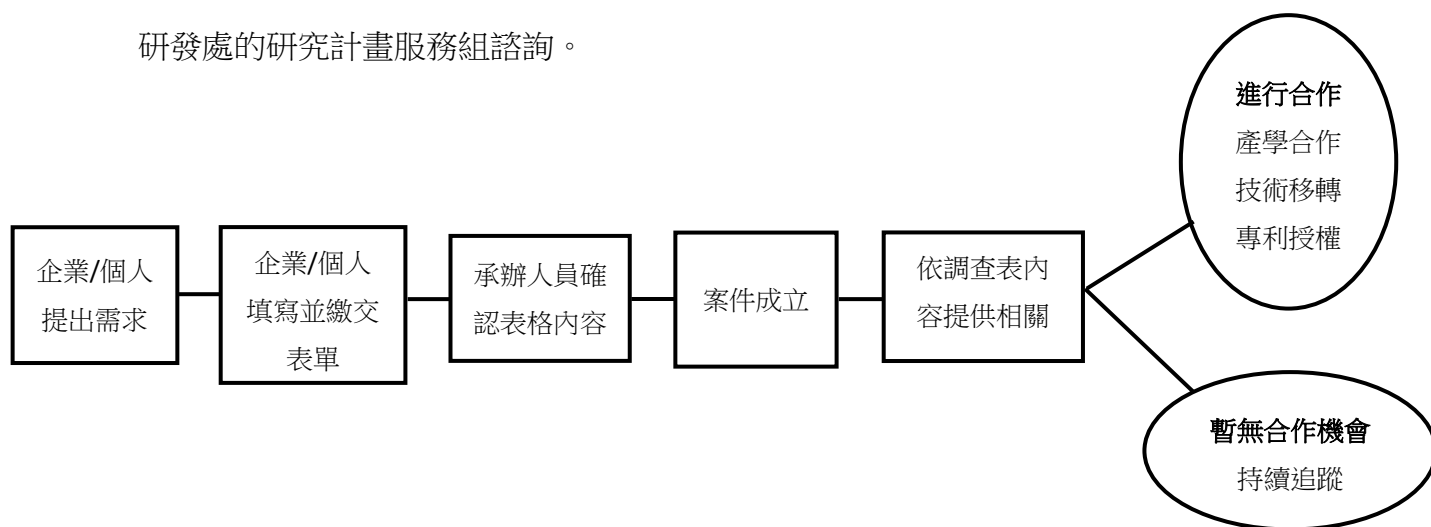 研發處的研究計畫服務組諮詢。
企業/個人
提出需求
企業/個人
填寫並繳交
表單
承辦人員確
認表格內容
案件成立
依調查表內
容提供相關
進行合作
產學合作
技術移轉
專利授權
暫無合作機會
持續追蹤